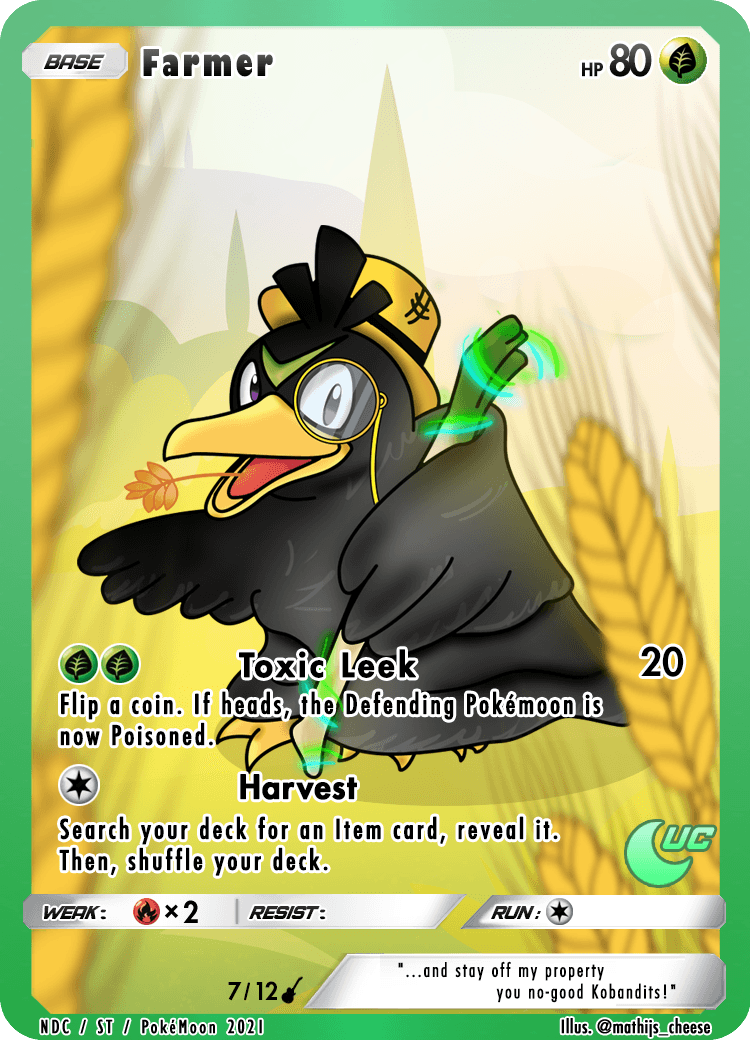 BASE Farmer HP 80
Toxic Leek 20
Flip a coin. If heads, the Defending Pokémoon is
now Poisoned.
Harvest
Search your deck for an Item card, reveal it.
Then, shuffle your deck.
UC
WEAK: ×2 RESIST: RUN:
7/12
"...and stay off my property
you no-good Kobandits!"
NDC / ST / PokéMoon 2021 Illus. @mathijs_cheese